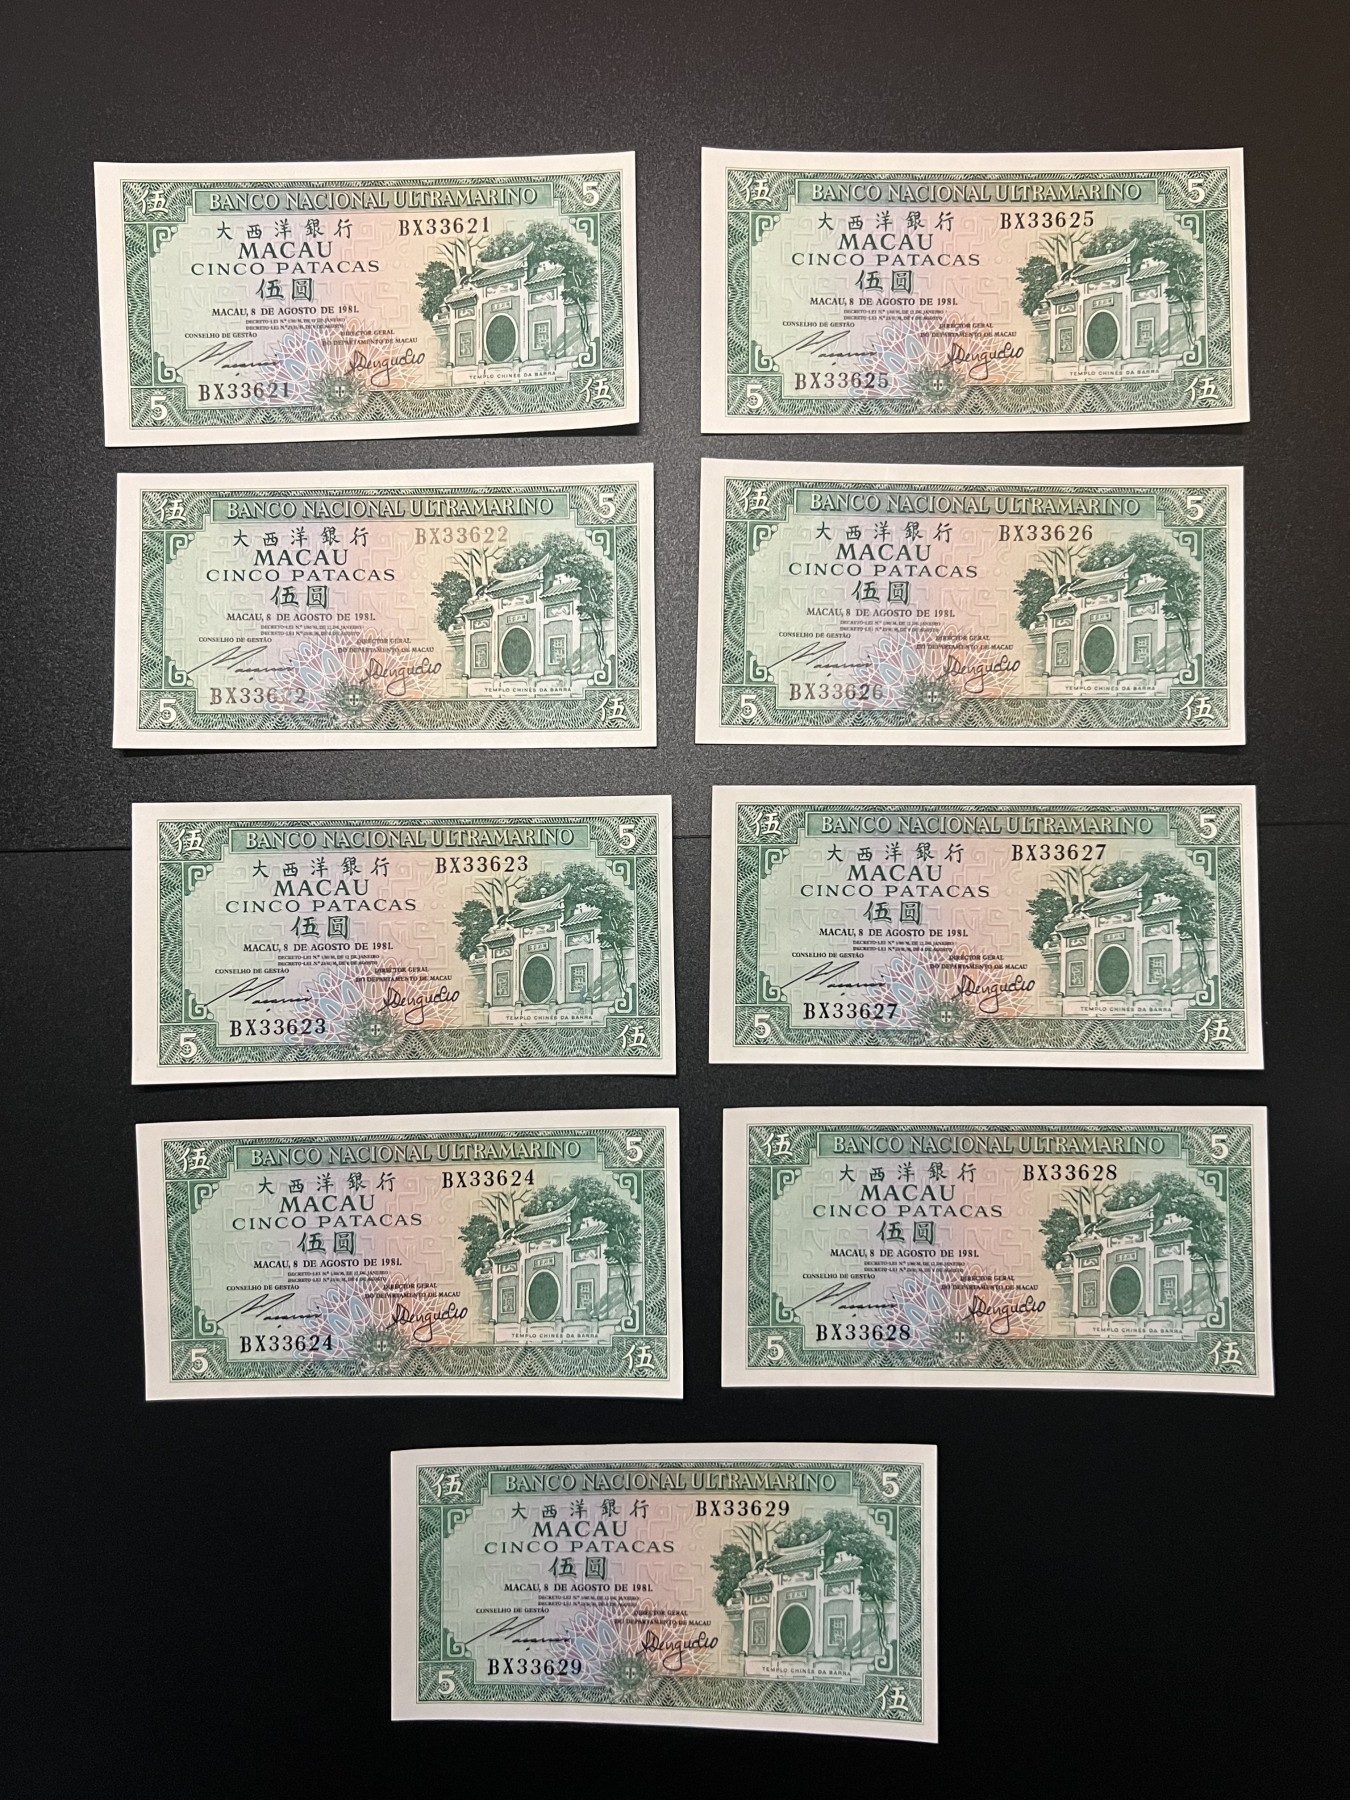 伍 BANCO NACIONAL ULTRAMARINO 5
大西洋銀行 BX33621
MACAU
CINCO PATACAS
伍圓
MACAU, 8 DE AGOSTO DE 1981.
CONSELHO DE GESTÃO DIRECTOR GERAL
DO DEPARTAMENTO DE MACAU
TEMPLO CHINÊS DA BARRA
BX33621
5 伍
伍 BANCO NACIONAL ULTRAMARINO 5
大西洋銀行 BX33622
MACAU
CINCO PATACAS
伍圓
MACAU, 8 DE AGOSTO DE 1981.
CONSELHO DE GESTÃO DIRECTOR GERAL
DO DEPARTAMENTO DE MACAU
TEMPLO CHINÊS DA BARRA
BX33622
5 伍
伍 BANCO NACIONAL ULTRAMARINO 5
大西洋銀行 BX33623
MACAU
CINCO PATACAS
伍圓
MACAU, 8 DE AGOSTO DE 1981.
CONSELHO DE GESTÃO DIRECTOR GERAL
DO DEPARTAMENTO DE MACAU
TEMPLO CHINÊS DA BARRA
BX33623
5 伍
伍 BANCO NACIONAL ULTRAMARINO 5
大西洋銀行 BX33624
MACAU
CINCO PATACAS
伍圓
MACAU, 8 DE AGOSTO DE 1981.
CONSELHO DE GESTÃO DIRECTOR GERAL
DO DEPARTAMENTO DE MACAU
TEMPLO CHINÊS DA BARRA
BX33624
5 伍
伍 BANCO NACIONAL ULTRAMARINO 5
大西洋銀行 BX33625
MACAU
CINCO PATACAS
伍圓
MACAU, 8 DE AGOSTO DE 1981.
CONSELHO DE GESTÃO DIRECTOR GERAL
DO DEPARTAMENTO DE MACAU
TEMPLO CHINÊS DA BARRA
BX33625
5 伍
伍 BANCO NACIONAL ULTRAMARINO 5
大西洋銀行 BX33626
MACAU
CINCO PATACAS
伍圓
MACAU, 8 DE AGOSTO DE 1981.
CONSELHO DE GESTÃO DIRECTOR GERAL
DO DEPARTAMENTO DE MACAU
TEMPLO CHINÊS DA BARRA
BX33626
5 伍
伍 BANCO NACIONAL ULTRAMARINO 5
大西洋銀行 BX33627
MACAU
CINCO PATACAS
伍圓
MACAU, 8 DE AGOSTO DE 1981.
CONSELHO DE GESTÃO DIRECTOR GERAL
DO DEPARTAMENTO DE MACAU
TEMPLO CHINÊS DA BARRA
BX33627
5 伍
伍 BANCO NACIONAL ULTRAMARINO 5
大西洋銀行 BX33628
MACAU
CINCO PATACAS
伍圓
MACAU, 8 DE AGOSTO DE 1981.
CONSELHO DE GESTÃO DIRECTOR GERAL
DO DEPARTAMENTO DE MACAU
TEMPLO CHINÊS DA BARRA
BX33628
5 伍
伍 BANCO NACIONAL ULTRAMARINO 5
大西洋銀行 BX33629
MACAU
CINCO PATACAS
伍圓
MACAU, 8 DE AGOSTO DE 1981.
CONSELHO DE GESTÃO DIRECTOR GERAL
DO DEPARTAMENTO DE MACAU
TEMPLO CHINÊS DA BARRA
BX33629
5 伍